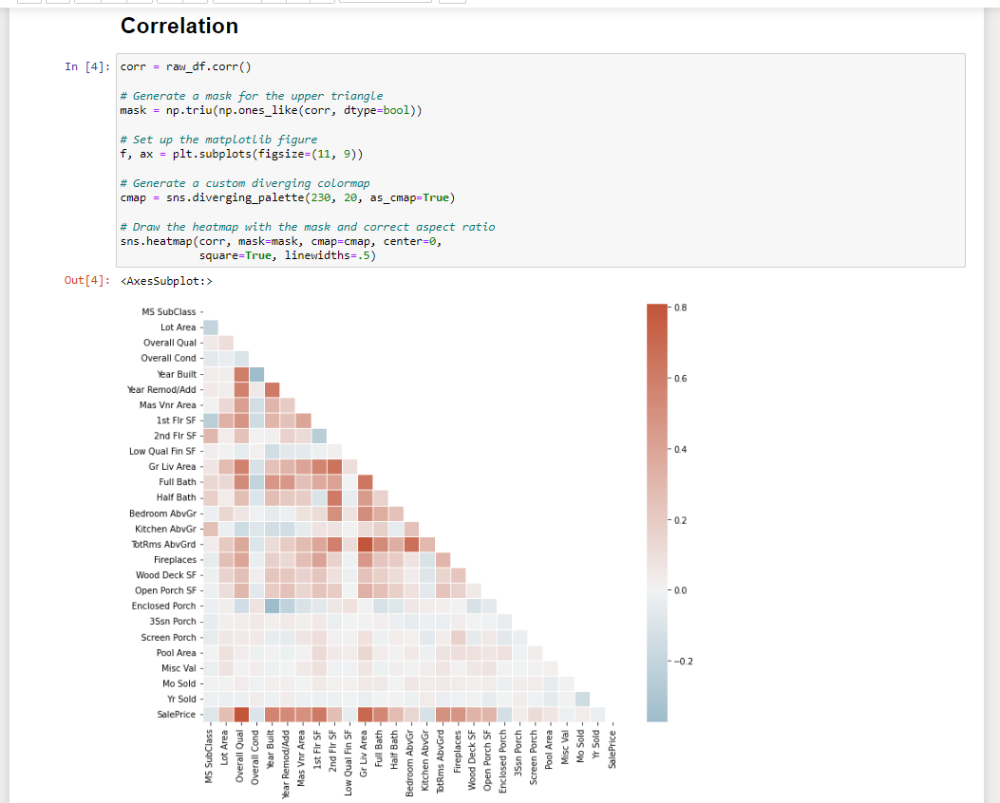 Correlation
In [4]: corr = raw_df.corr()
# Generate a mask for the upper triangle
mask = np.triu(np.ones_like(corr, dtype=bool))
# Set up the matplotlib figure
f, ax = plt.subplots(figsize=(11, 9))
# Generate a custom diverging colormap
cmap = sns.diverging_palette(230, 20, as_cmap=True)
# Draw the heatmap with the mask and correct aspect ratio
sns.heatmap(corr, mask=mask, cmap=cmap, center=0,
square=True, linewidths=.5)
Out[4]: <AxesSubplot:>
MS SubClass
Lot Area
Overall Qual
Overall Cond
Year Built
Year Remod/Add
Mas Vnr Area
1st Flr SF
2nd Flr SF
Low Qual Fin SF
Gr Liv Area
Full Bath
Half Bath
Bedroom AbvGr
Kitchen AbvGr
TotRms AbvGrd
Fireplaces
Wood Deck SF
Open Porch SF
Enclosed Porch
3Ssn Porch
Screen Porch
Pool Area
Misc Val
Mo Sold
Yr Sold
SalePrice
MS SubClass
Lot Area
Overall Qual
Overall Cond
Year Built
Year Remod/Add
Mas Vnr Area
1st Flr SF
2nd Flr SF
Low Qual Fin SF
Gr Liv Area
Full Bath
Half Bath
Bedroom AbvGr
Kitchen AbvGr
TotRms AbvGrd
Fireplaces
Wood Deck SF
Open Porch SF
Enclosed Porch
3Ssn Porch
Screen Porch
Pool Area
Misc Val
Mo Sold
Yr Sold
SalePrice
0.8
0.6
0.4
0.2
0.0
−0.2